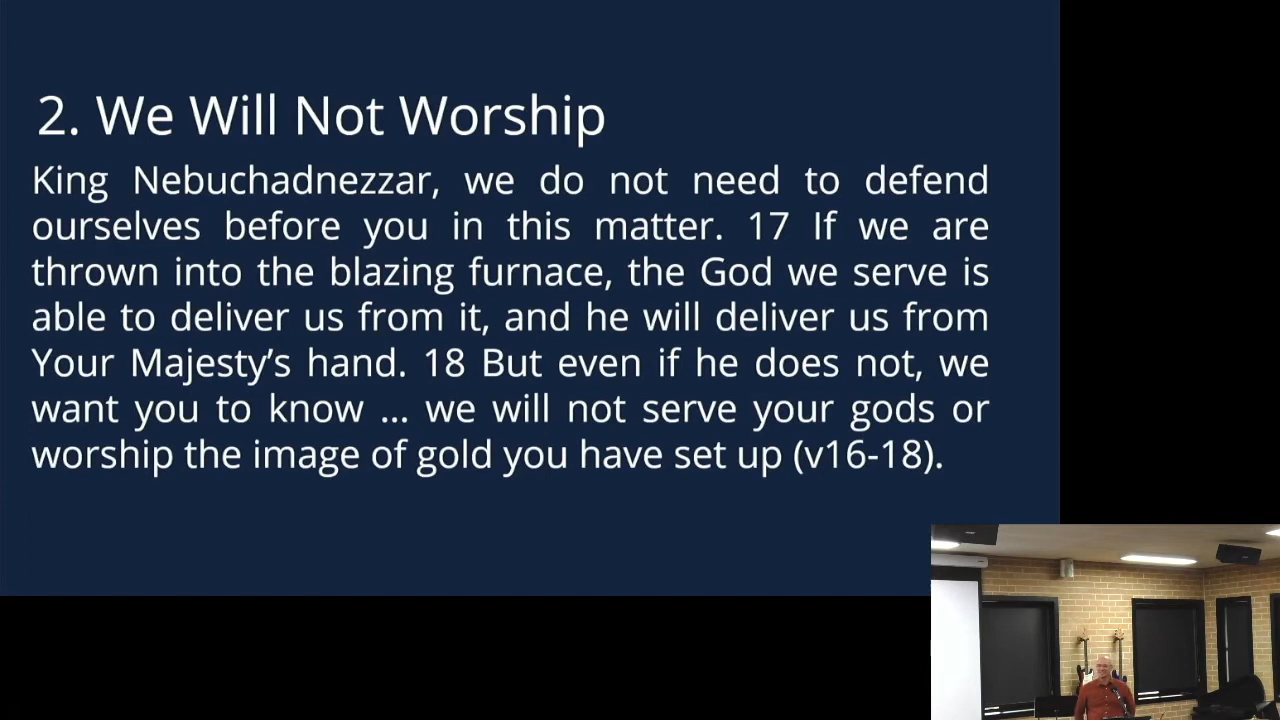 2. We Will Not Worship
King Nebuchadnezzar, we do not need to defend
ourselves before you in this matter. 17 If we are
thrown into the blazing furnace, the God we serve is
able to deliver us from it, and he will deliver us from
Your Majesty’s hand. 18 But even if he does not, we
want you to know ... we will not serve your gods or
worship the image of gold you have set up (v16-18).